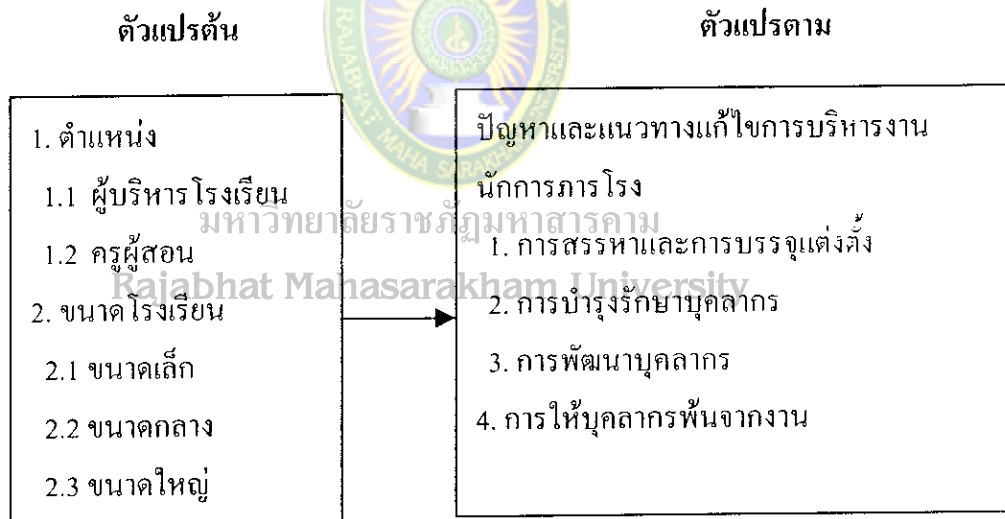 ตัวแปรต้น
ตัวแปรตาม
1. ตำแหน่ง
1.1 ผู้บริหารโรงเรียน
1.2 ครูผู้สอน
2. ขนาดโรงเรียน
2.1 ขนาดเล็ก
2.2 ขนาดกลาง
2.3 ขนาดใหญ่
ปัญหาและแนวทางแก้ไขการบริหารงาน
นักการภารโรง
1. การสรรหาและการบรรจุแต่งตั้ง
2. การบำรุงรักษาบุคลากร
3. การพัฒนาบุคลากร
4. การให้บุคลากรพ้นจากงาน
มหาวิทยาลัยราชภัฏมหาสารคาม
Rajabhat Mahasarakham University